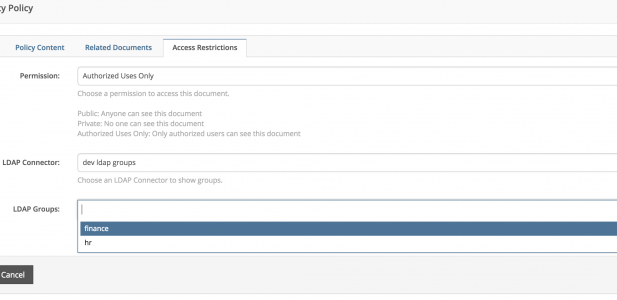 y Policy
Policy Content Related Documents Access Restrictions
Permission: Authorized Uses Only
Choose a permission to access this document.
Public: Anyone can see this document
Private: No one can see this document
Authorized Uses Only: Only authorized users can see this document
LDAP Connector: dev ldap groups
Choose an LDAP Connector to show groups.
LDAP Groups:
finance
hr
Cancel